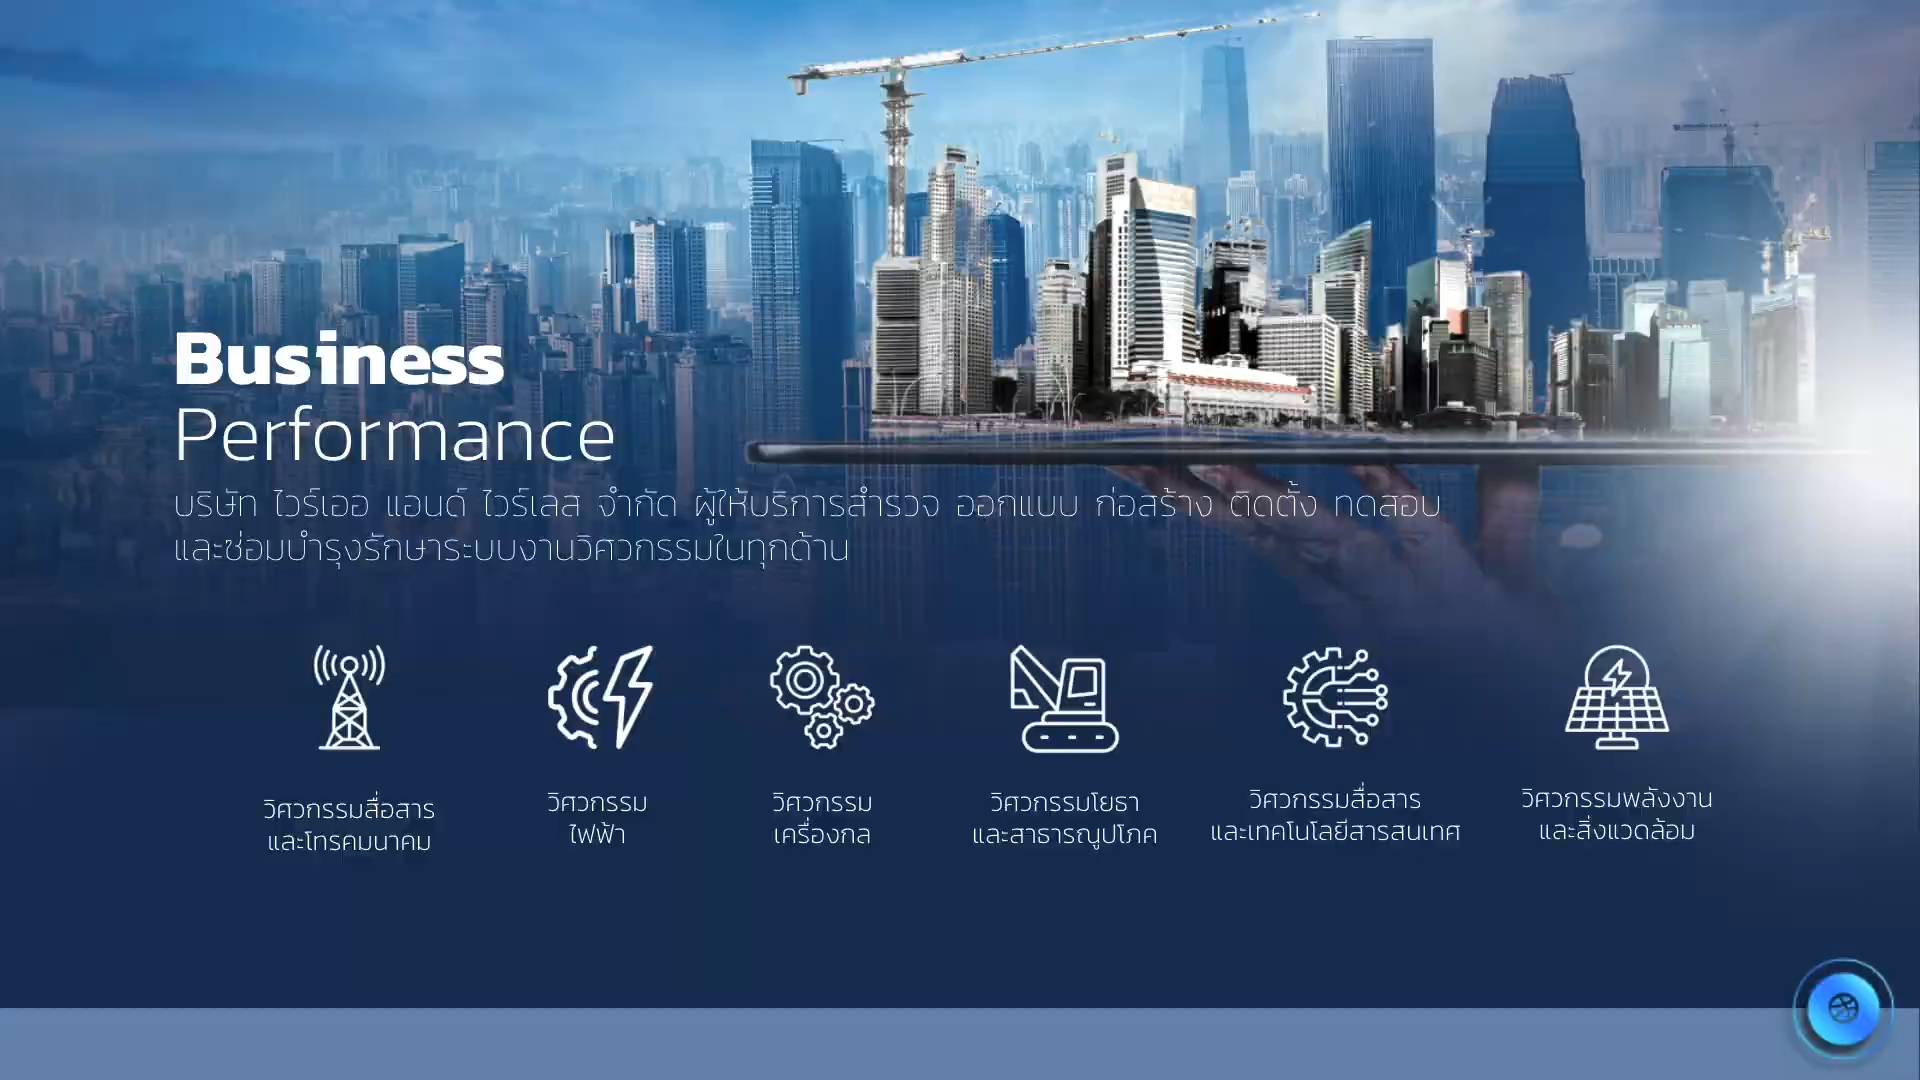 Business
Performance
บริษัท ไวร์เออ แอนด์ ไวร์เลส จำกัด ผู้ให้บริการสำรวจ ออกแบบ ก่อสร้าง ติดตั้ง ทดสอบ
และซ่อมบำรุงรักษาระบบงานวิศวกรรมในทุกด้าน
วิศวกรรมสื่อสาร
และโทรคมนาคม
วิศวกรรม
ไฟฟ้า
วิศวกรรม
เครื่องกล
วิศวกรรมโยธา
และสาธารณูปโภค
วิศวกรรมสื่อสาร
และเทคโนโลยีสารสนเทศ
วิศวกรรมพลังงาน
และสิ่งแวดล้อม